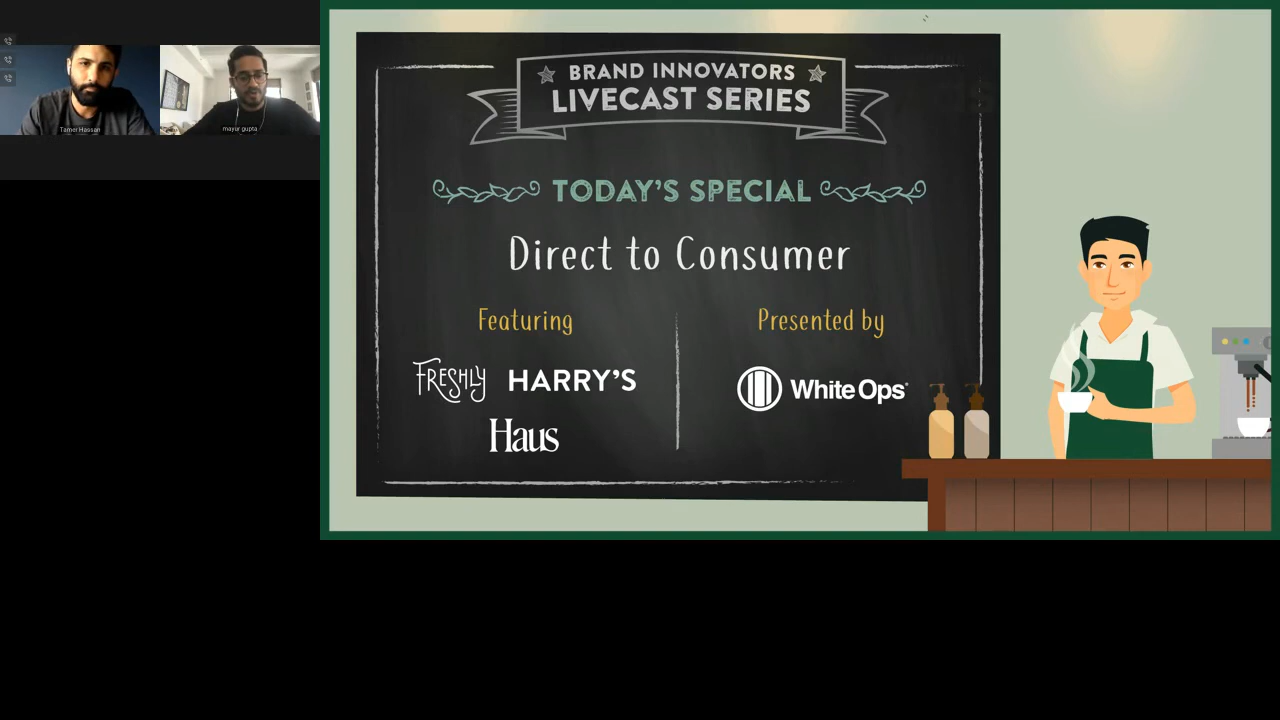 Tamer Hassan
mayur gupta
BRAND INNOVATORS
LIVECAST SERIES
TODAY'S SPECIAL
Direct to Consumer
Featuring
FRESHLY
HARRY'S
Haus
Presented by
White Ops